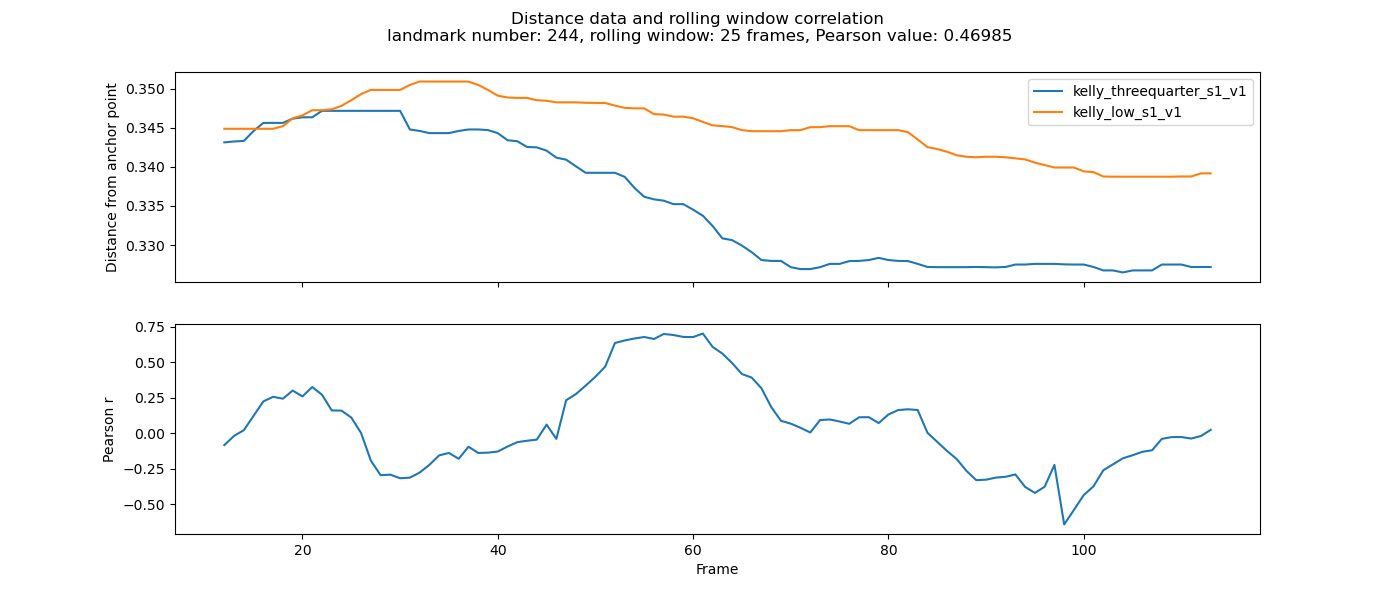 Distance data and rolling window correlation
landmark number: 244, rolling window: 25 frames, Pearson value: 0.46985
Distance from anchor point
0.350
0.345
0.340
0.335
0.330
kelly_threequarter_s1_v1
kelly_low_s1_v1
Pearson r
0.75
0.50
0.25
0.00
−0.25
−0.50
20 40 60 80 100
Frame